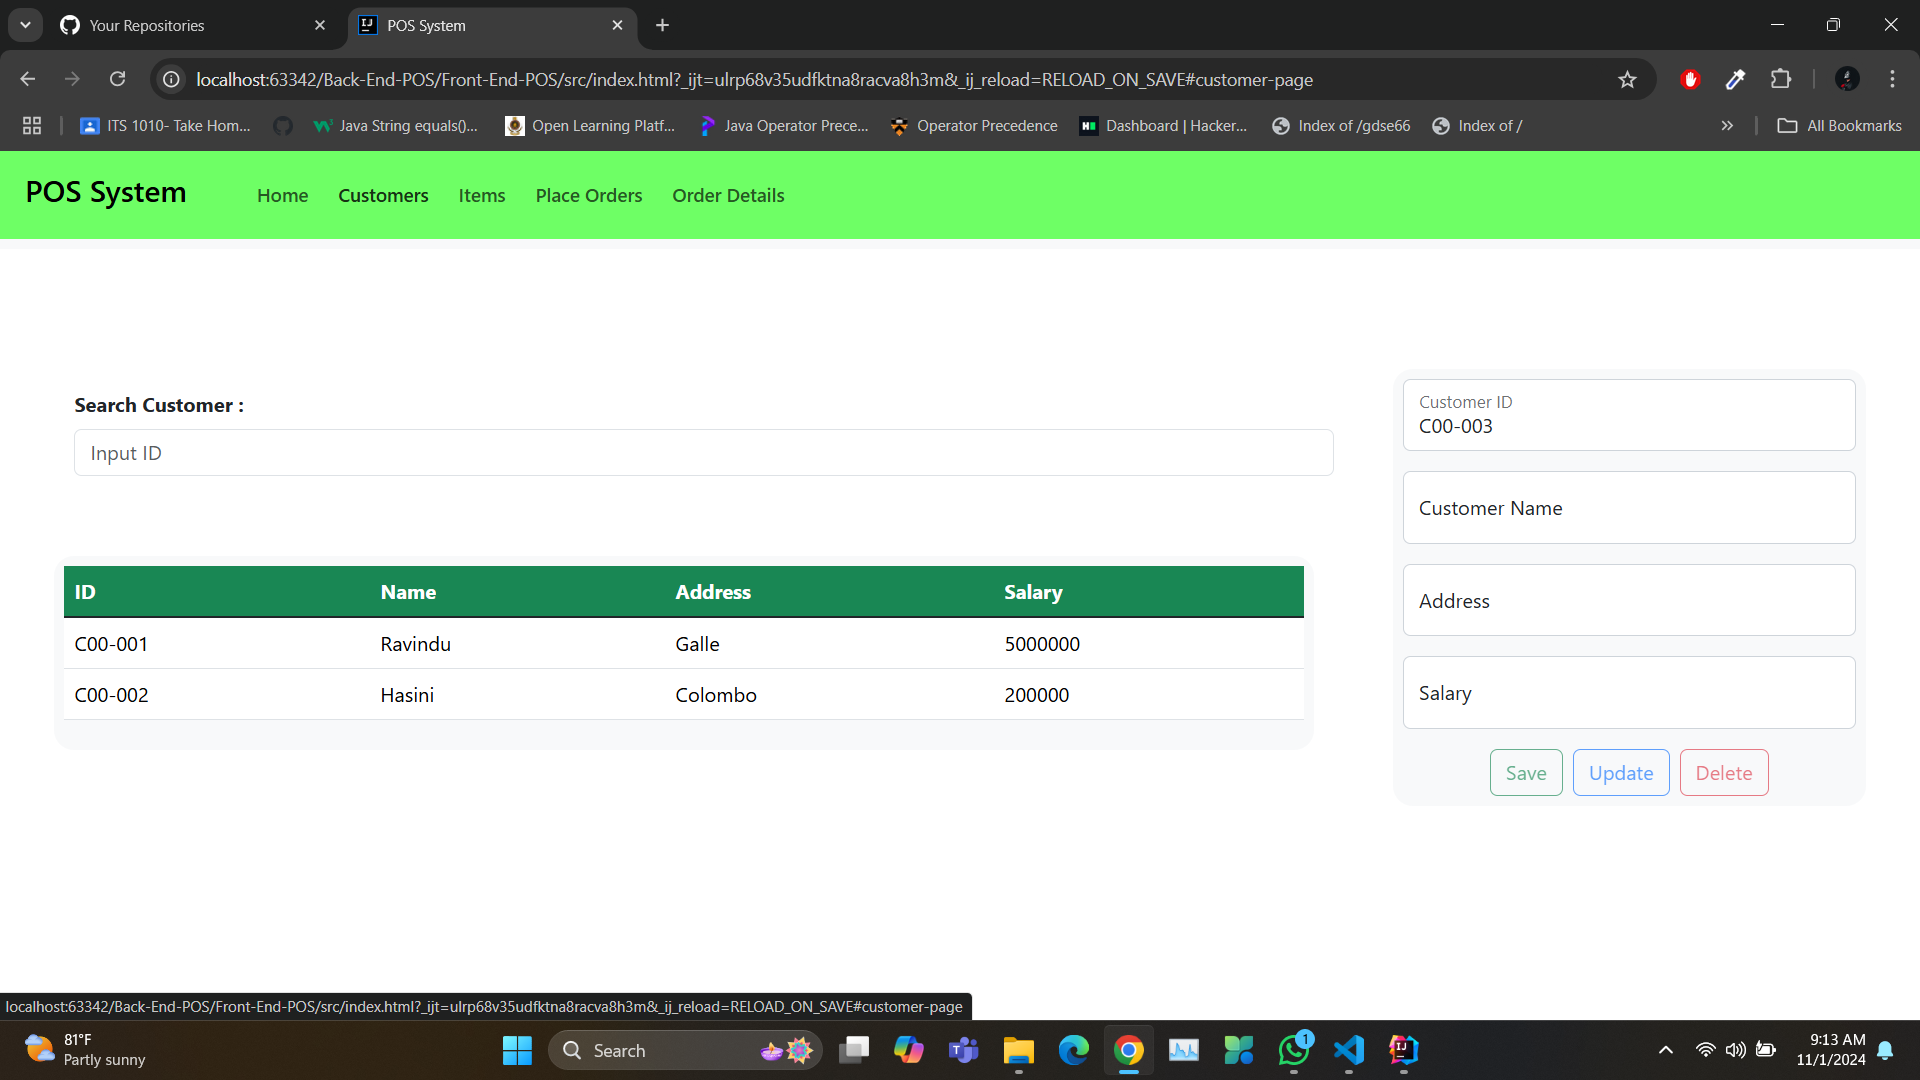 Your Repositories
POS System
localhost:63342/Back-End-POS/Front-End-POS/src/index.html?_ijt=ulrp68v35udfktna8racva8h3m&_ij_reload=RELOAD_ON_SAVE#customer-page
ITS 1010- Take Hom...
Java String equals()...
Open Learning Platf...
Java Operator Prece...
Operator Precedence
Dashboard | Hacker...
Index of /gdse66
Index of /
All Bookmarks
POS System
Home
Customers
Items
Place Orders
Order Details
Search Customer :
Input ID
ID Name Address Salary
C00-001 Ravindu Galle 5000000
C00-002 Hasini Colombo 200000
Customer ID
C00-003
Customer Name
Address
Salary
Save
Update
Delete
localhost:63342/Back-End-POS/Front-End-POS/src/index.html?_ijt=ulrp68v35udfktna8racva8h3m&_ij_reload=RELOAD_ON_SAVE#customer-page
81°F
Partly sunny
Search
1
9:13 AM
11/1/2024